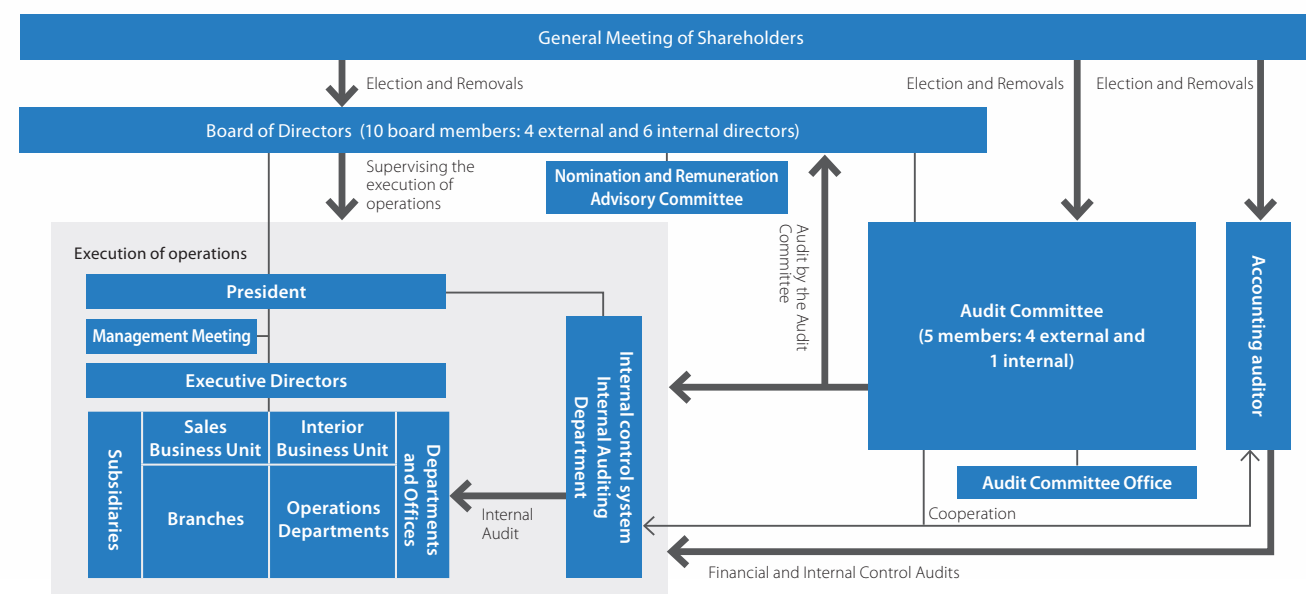 General Meeting of Shareholders
Election and Removals
Election and Removals
Election and Removals
Board of Directors (10 board members: 4 external and 6 internal directors)
Supervising the
execution of
operations
Nomination and Remuneration
Advisory Committee
Audit by the Audit
Committee
Execution of operations
President
Management Meeting
Executive Directors
Subsidiaries
Sales
Business Unit
Interior
Business Unit
Branches
Operations
Departments
Departments
and Offices
Internal
Audit
Internal control system
Internal Auditing
Department
Audit Committee
(5 members: 4 external and
1 internal)
Accounting auditor
Audit Committee Office
Cooperation
Financial and Internal Control Audits